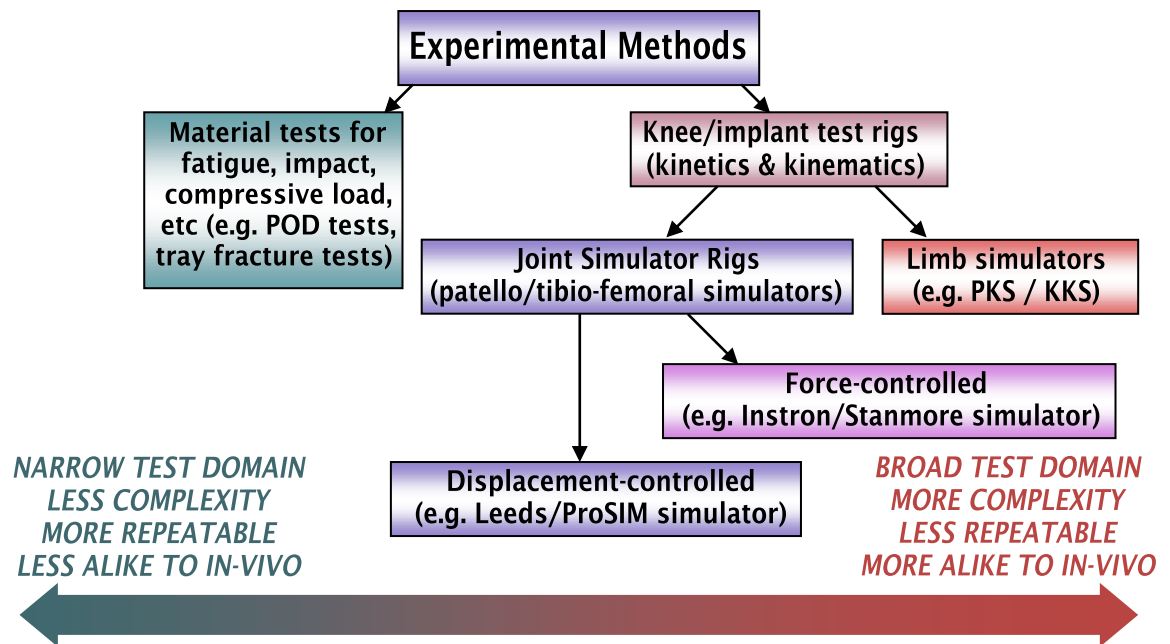 Experimental Methods
Material tests for
fatigue, impact,
compressive load,
etc (e.g. POD tests,
tray fracture tests)
Knee/implant test rigs
(kinetics & kinematics)
Joint Simulator Rigs
(patello/tibio-femoral simulators)
Limb simulators
(e.g. PKS / KKS)
Force-controlled
(e.g. Instron/Stanmore simulator)
Displacement-controlled
(e.g. Leeds/ProSIM simulator)
NARROW TEST DOMAIN
LESS COMPLEXITY
MORE REPEATABLE
LESS ALIKE TO IN-VIVO
BROAD TEST DOMAIN
MORE COMPLEXITY
LESS REPEATABLE
MORE ALIKE TO IN-VIVO